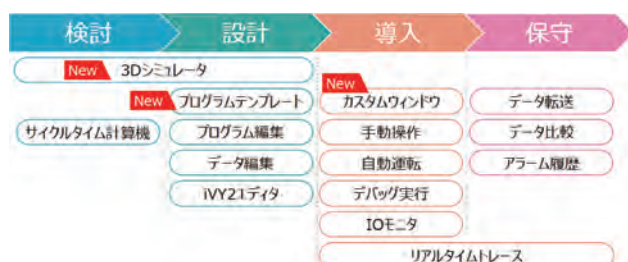 検討 設計 導入 保守
New 3Dシミュレータ
New プログラムテンプレート New カスタムウィンドウ データ転送
サイクルタイム計算機 プログラム編集 手動操作 データ比較
データ編集 自動運転 アラーム履歴
iVY2エディタ デバッグ実行
IOモニタ
リアルタイムトレース